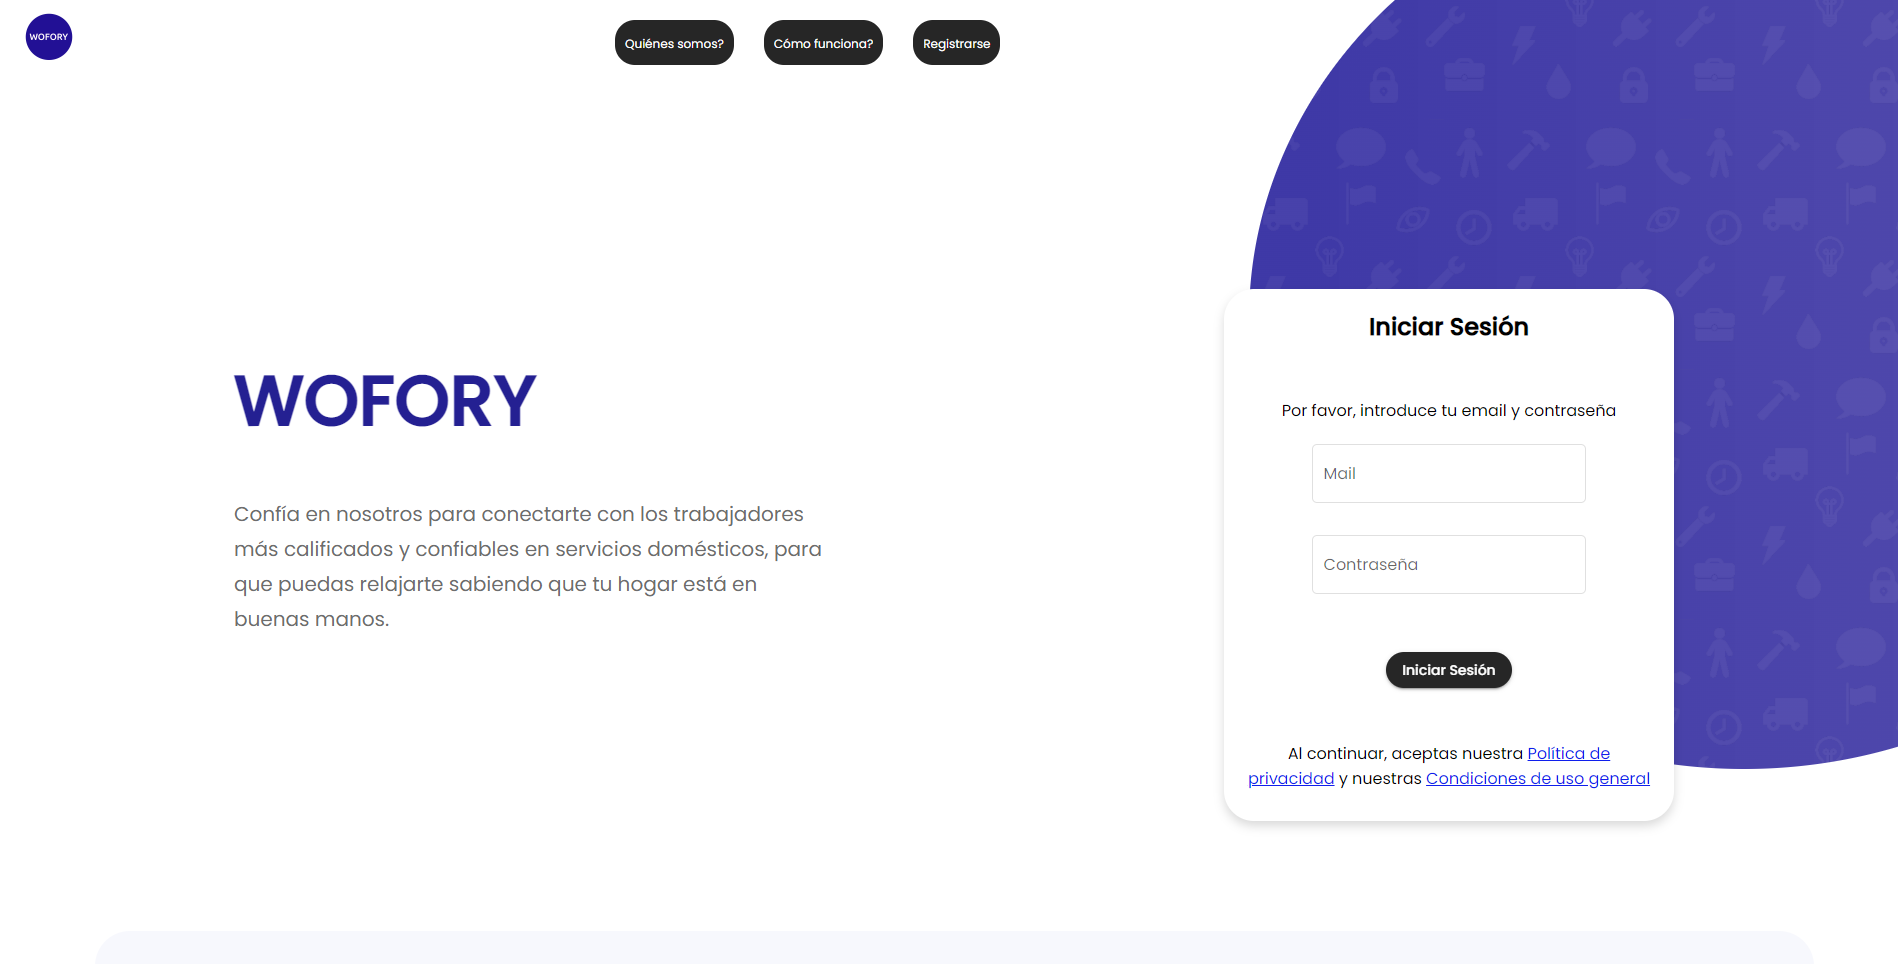 WOFORY
Quiénes somos?
Cómo funciona?
Registrarse
WOFORY
Confía en nosotros para conectarte con los trabajadores
más calificados y confiables en servicios domésticos, para
que puedas relajarte sabiendo que tu hogar está en
buenas manos.
Iniciar Sesión
Por favor, introduce tu email y contraseña
Mail
Contraseña
Iniciar Sesión
Al continuar, aceptas nuestra Política de
privacidad y nuestras Condiciones de uso general